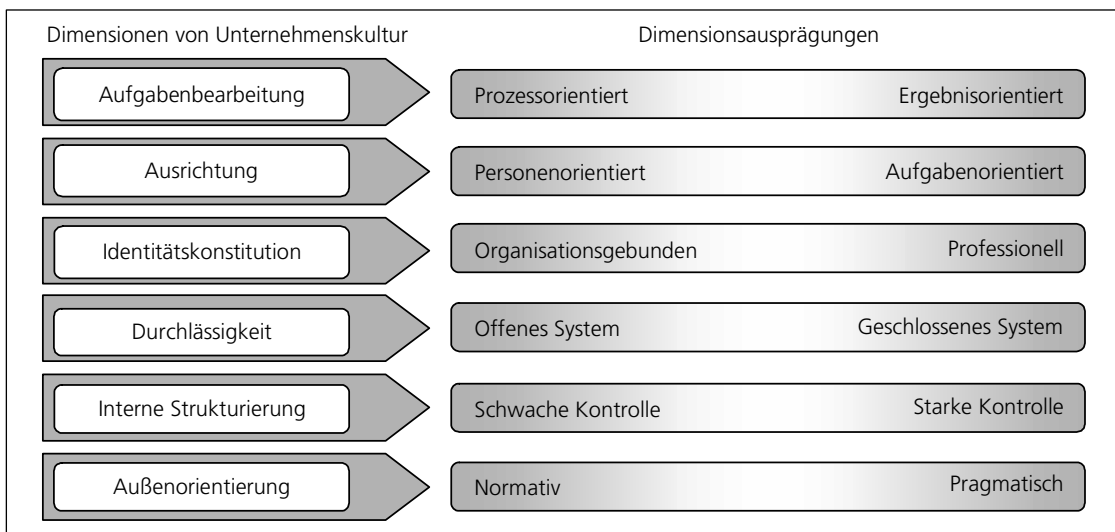 Dimensionen von Unternehmenskultur
Dimensionsausprägungen
Aufgabenbearbeitung
Prozessorientiert
Ergebnisorientiert
Ausrichtung
Personenorientiert
Aufgabenorientiert
Identitätskonstitution
Organisationsgebunden
Professionell
Durchlässigkeit
Offenes System
Geschlossenes System
Interne Strukturierung
Schwache Kontrolle
Starke Kontrolle
Außenorientierung
Normativ
Pragmatisch